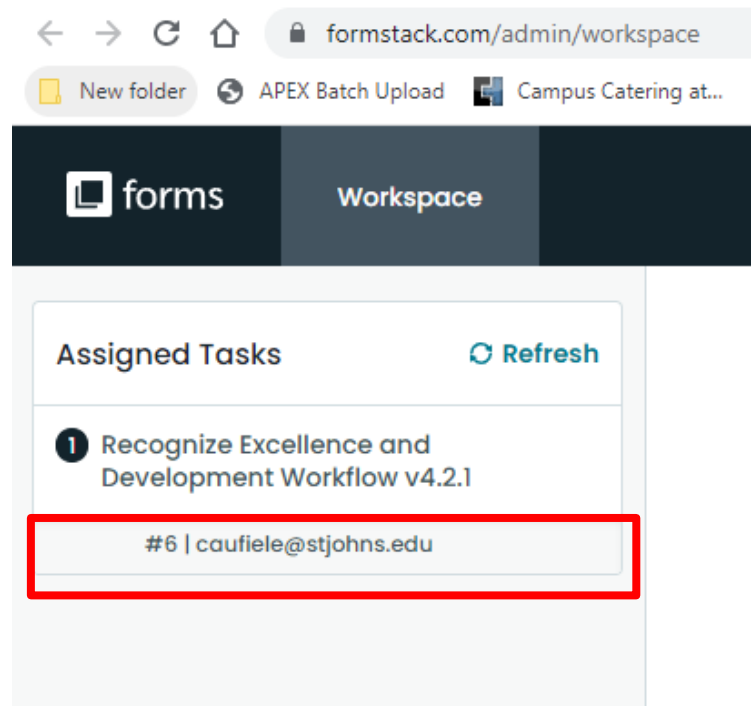 formstack.com/admin/workspace
New folder APEX Batch Upload Campus Catering at...
forms Workspace
Assigned Tasks Refresh
1 Recognize Excellence and
Development Workflow v4.2.1
#6 | caufiele@stjohns.edu